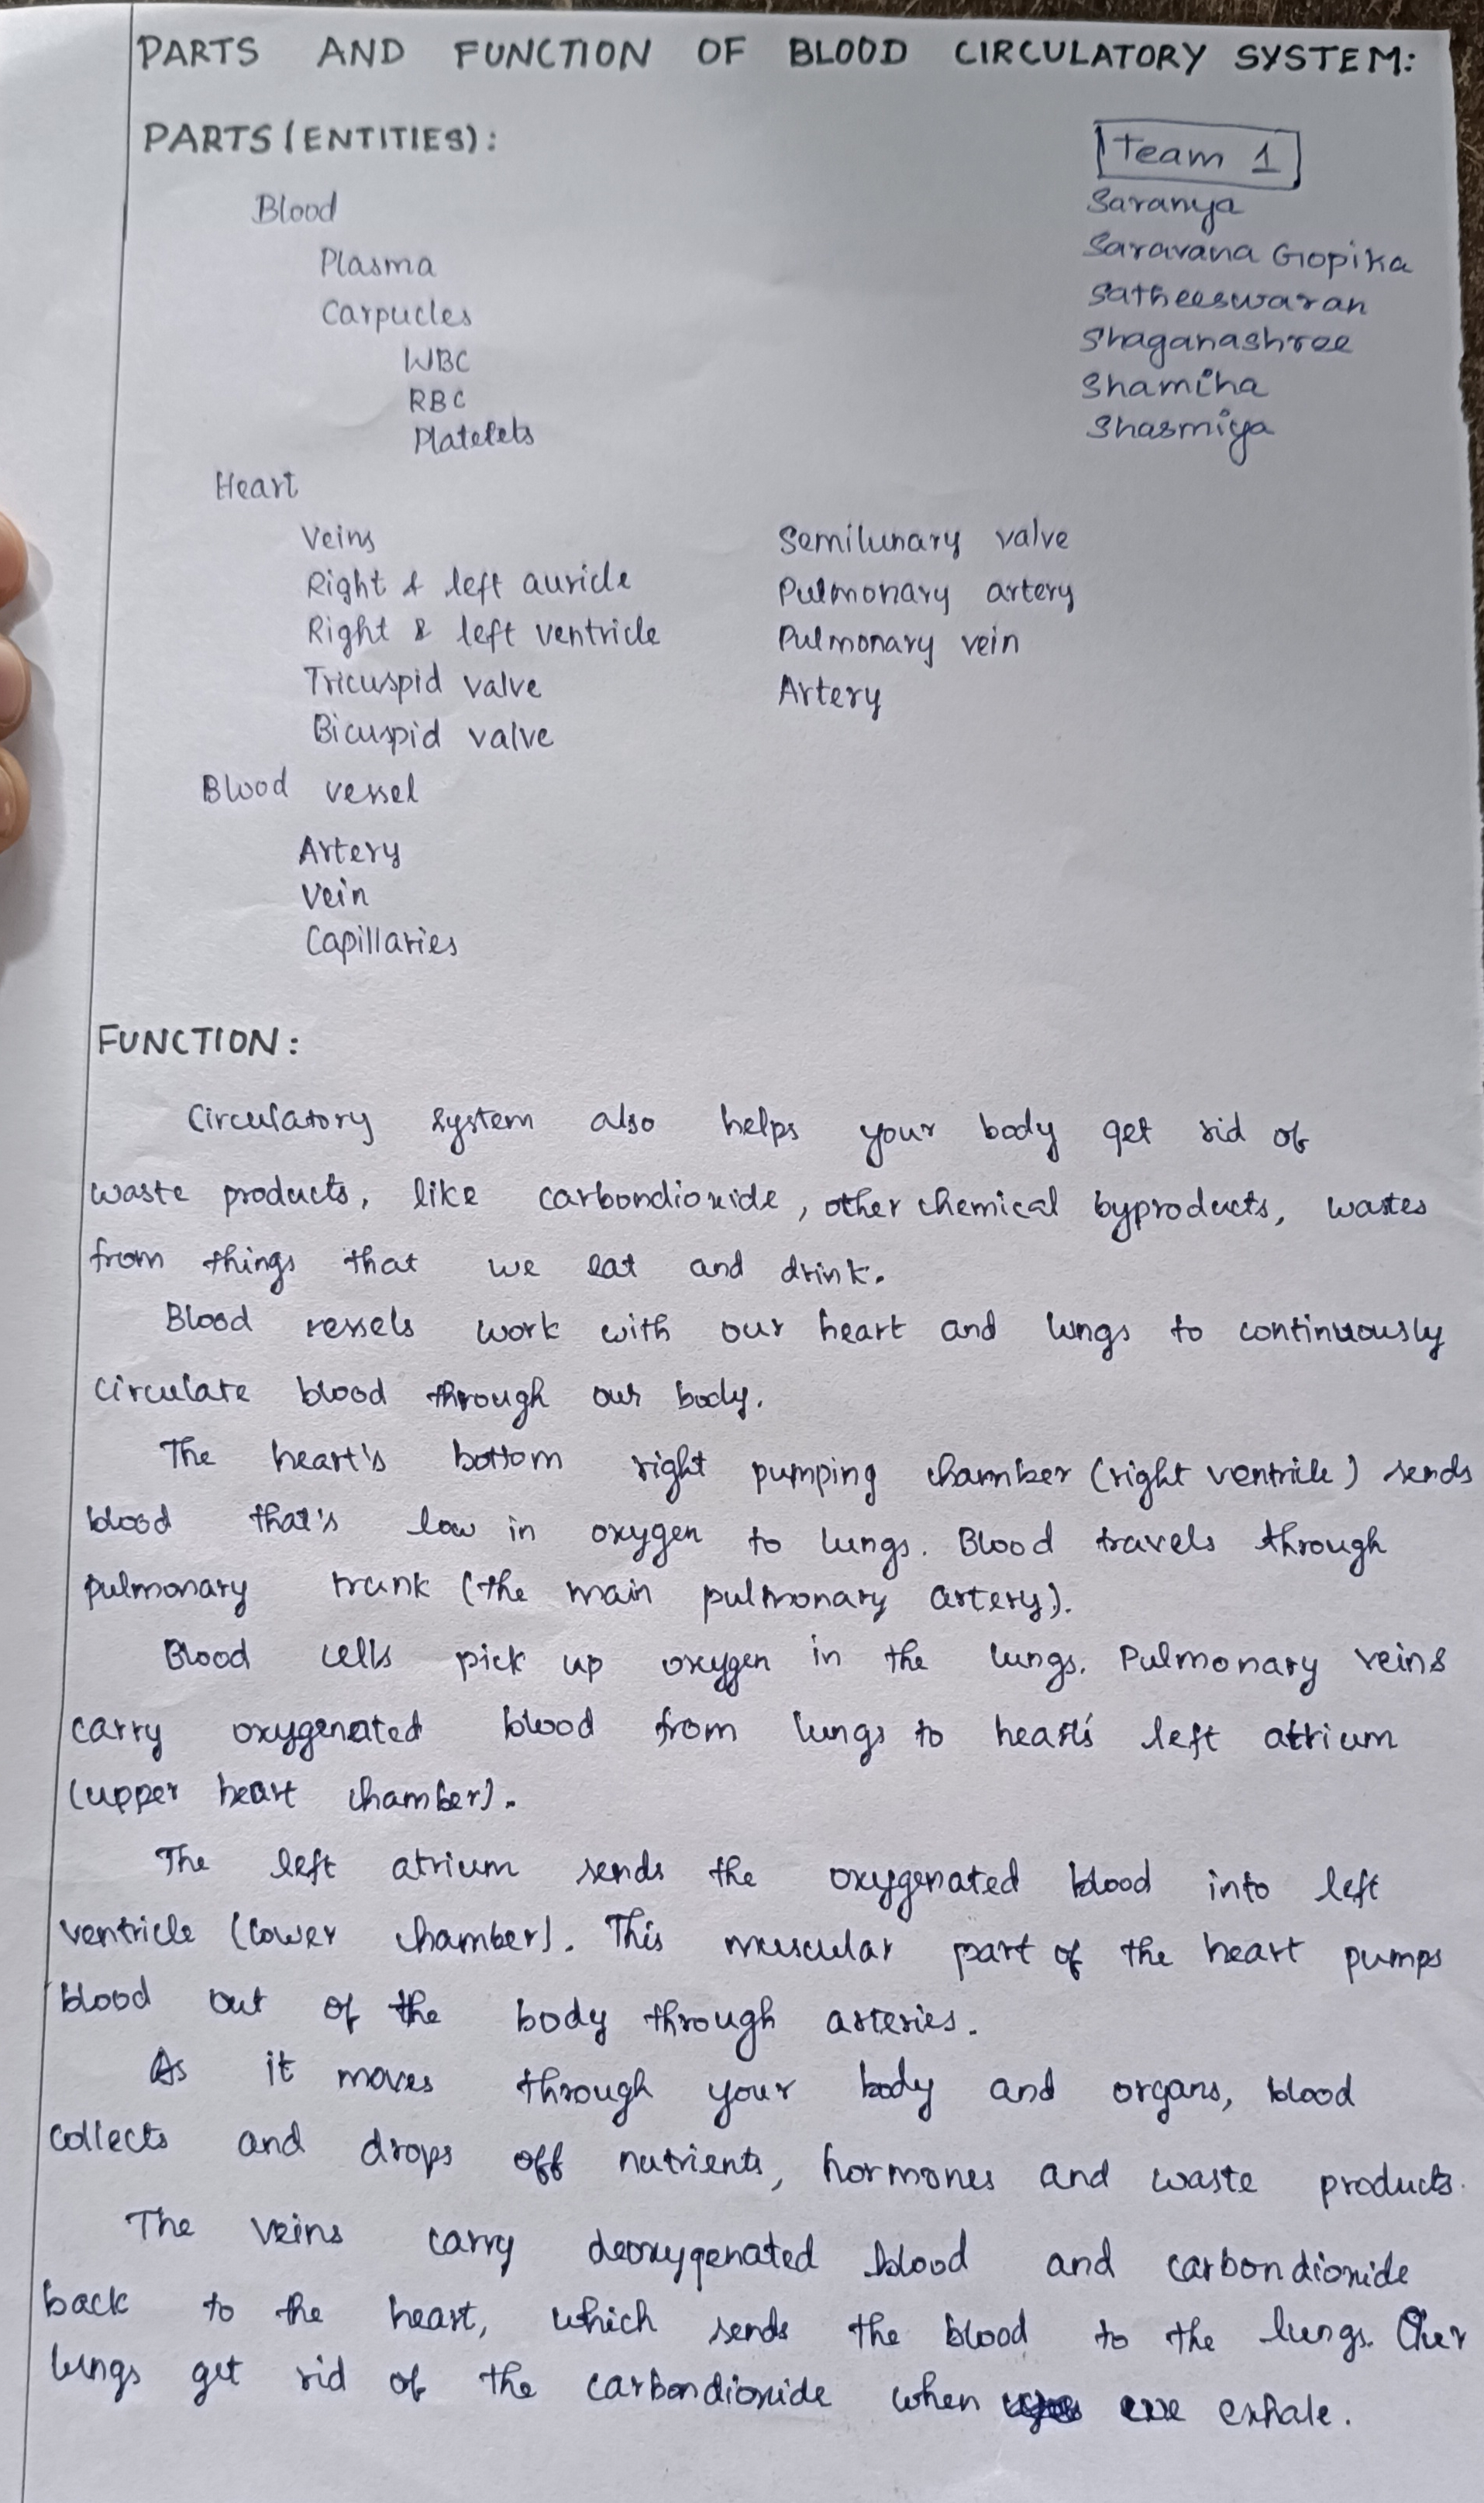 PARTS AND FUNCTION OF BLOOD CIRCULATORY SYSTEM:
PARTS (ENTITIES):
Team 1
Saranya
Saravana Gopika
Satheeswaran
Shaganashree
Shamiha
Shasmiya
Blood
Plasma
Carpucles
WBC
RBC
Platelets
Heart
Veins
Right & left auricle
Right & left ventricle
Tricuspid valve
Bicuspid valve
Semilunary valve
Pulmonary artery
Pulmonary vein
Artery
Blood vessel
Artery
Vein
Capillaries
FUNCTION:
Circulatory system also helps your body get rid of
waste products, like carbondioxide, other chemical byproducts, wastes
from things that we eat and drink.
Blood vessels work with our heart and lungs to continuously
circulate blood through our body.
The heart's bottom right pumping chamber (right ventricle) sends
blood that's low in oxygen to lungs. Blood travels through
pulmonary trunk (the main pulmonary artery).
Blood cells pick up oxygen in the lungs. Pulmonary veins
carry oxygenated blood from lungs to heart's left atrium
(upper heart chamber).
The left atrium sends the oxygenated blood into left
ventricle (lower chamber). This muscular part of the heart pumps
blood out of the body through arteries.
As it moves through your body and organs, blood
collects and drops off nutrients, hormones and waste products.
The veins carry deoxygenated blood and carbondioxide
back to the heart, which sends the blood to the lungs. Our
lungs get rid of the carbondioxide when we exhale.